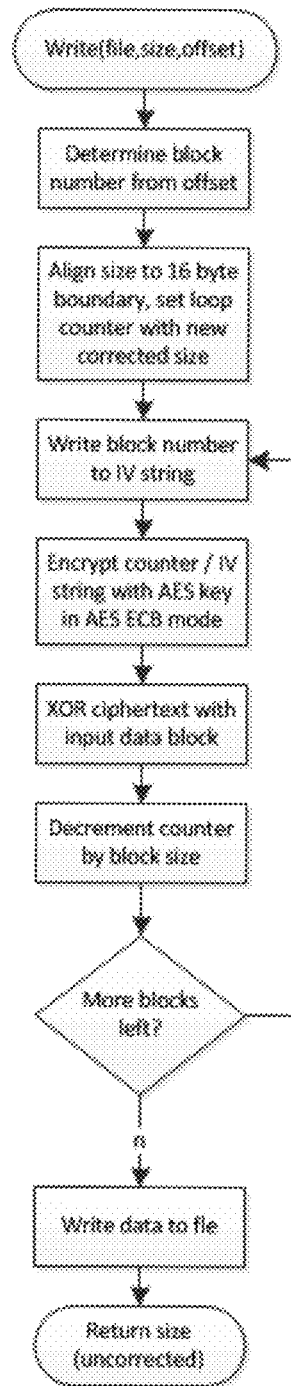 Write(file,size,offset)
Determine block
number from offset
Align size to 16 byte
boundary, set loop
counter with new
corrected size
Write block number
to IV string
Encrypt counter / IV
string with AES key
in AES ECB mode
XOR ciphertext with
input data block
Decrement counter
by block size
More blocks
left?
n
Write data to fle
Return size
(uncorrected)